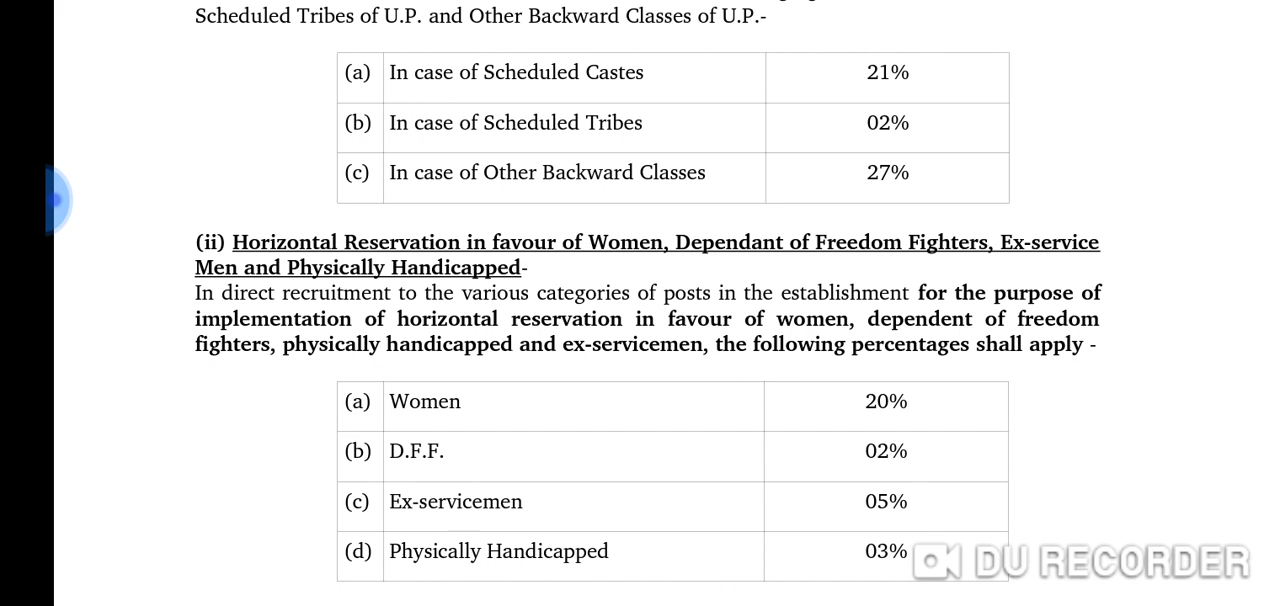 Scheduled Tribes of U.P. and Other Backward Classes of U.P.-
(a) In case of Scheduled Castes 21%
(b) In case of Scheduled Tribes 02%
(c) In case of Other Backward Classes 27%
(ii) Horizontal Reservation in favour of Women, Dependant of Freedom Fighters, Ex-service
Men and Physically Handicapped-
In direct recruitment to the various categories of posts in the establishment for the purpose of
implementation of horizontal reservation in favour of women, dependent of freedom
fighters, physically handicapped and ex-servicemen, the following percentages shall apply -
(a) Women 20%
(b) D.F.F. 02%
(c) Ex-servicemen 05%
(d) Physically Handicapped 03%
DU RECORDER